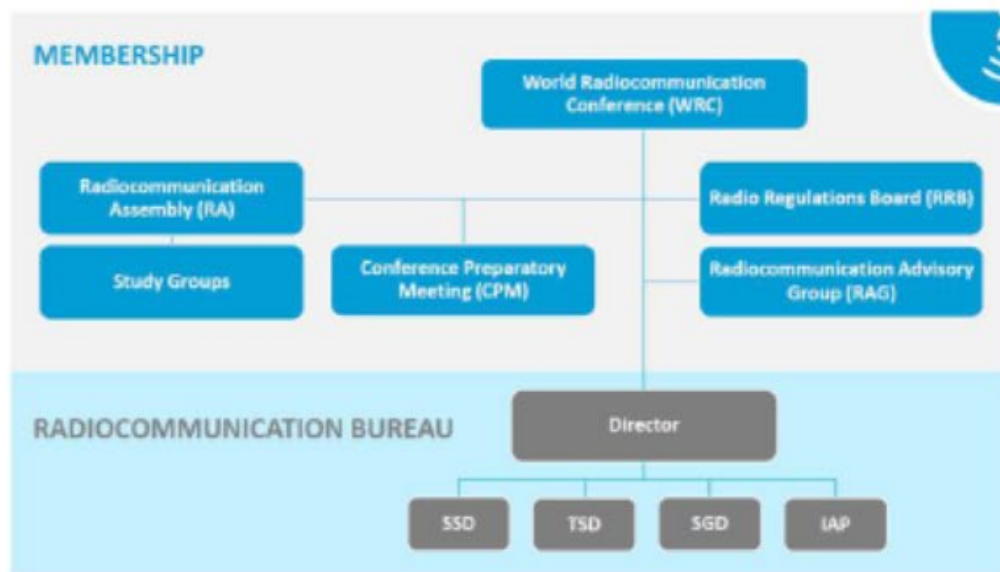 MEMBERSHIP
World Radiocommunication
Conference (WRC)
Radiocommunication
Assembly (RA)
Radio Regulations Board (RRB)
Study Groups
Conference Preparatory
Meeting (CPM)
Radiocommunication Advisory
Group (RAG)
RADIOCOMMUNICATION BUREAU
Director
SSD
TSD
SGD
IAP